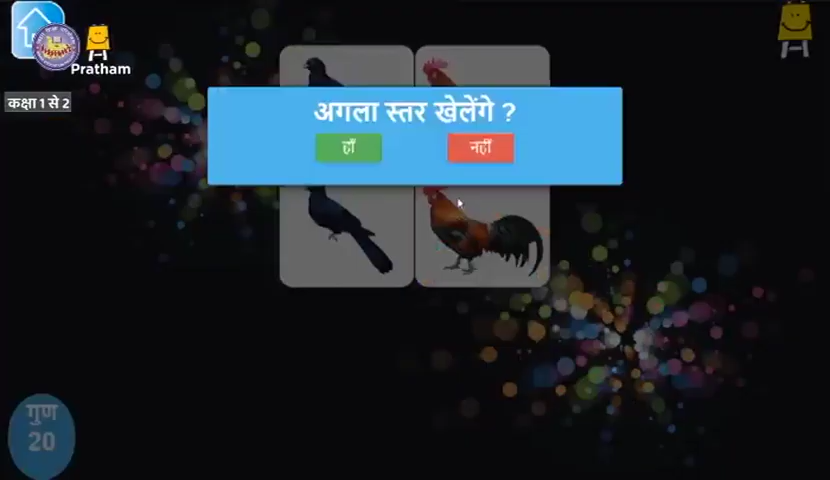 Pratham
कक्षा 1 से 2
अगला स्तर खेलेंगे ?
हाँ
नहीं
गुण
20